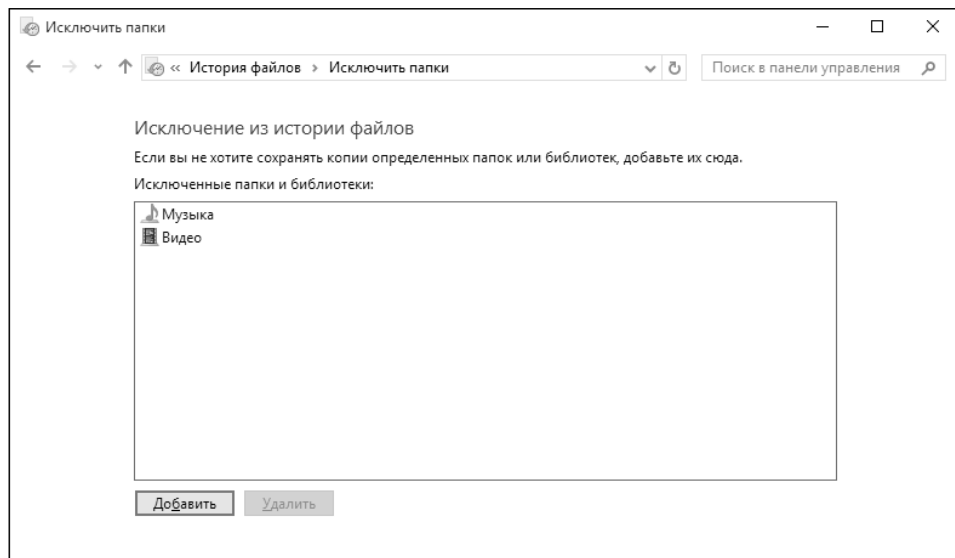 Исключить папки
« История файлов › Исключить папки
Поиск в панели управления
Исключение из истории файлов
Если вы не хотите сохранять копии определенных папок или библиотек, добавьте их сюда.
Исключенные папки и библиотеки:
Музыка
Видео
Добавить
Удалить